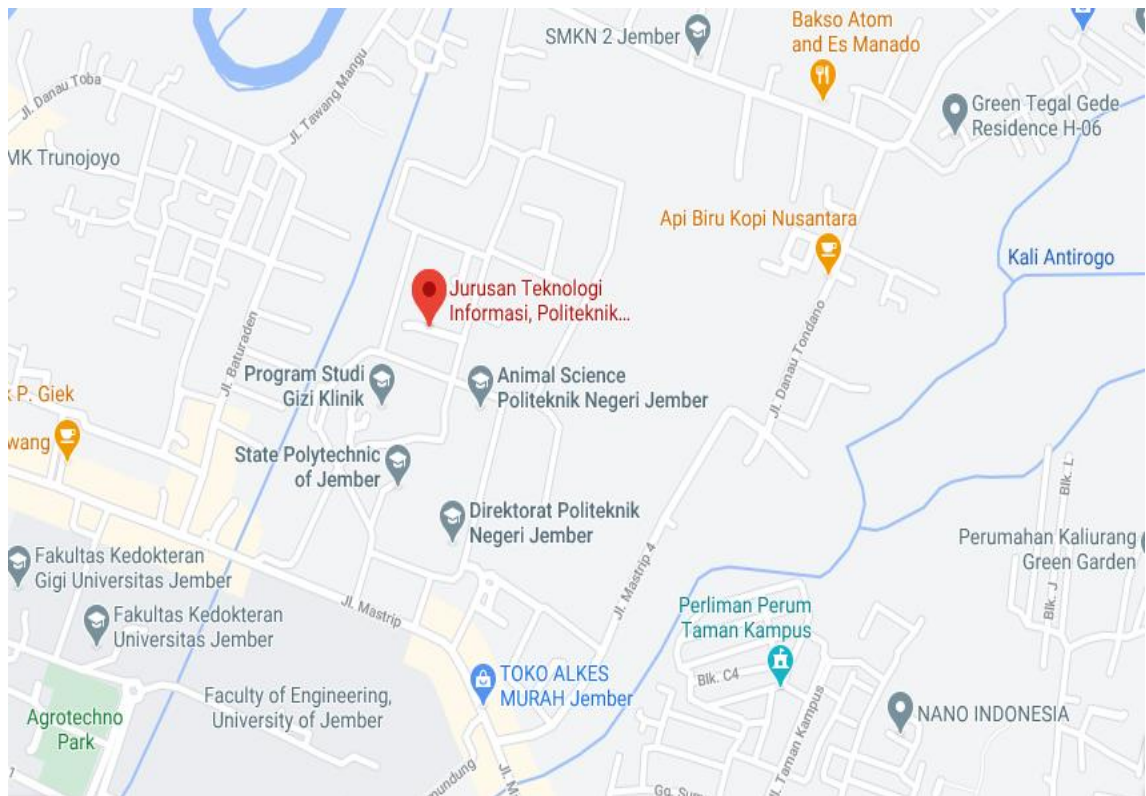 SMKN 2 Jember
Bakso Atom
and Es Manado
Jl. Danau Toba
Jl. Tawang Mangu
Green Tegal Gede
Residence H-06
MK Trunojoyo
Api Biru Kopi Nusantara
Kali Antirogo
Jurusan Teknologi
Informasi, Politeknik...
Jl. Baturaden
Jl. Danau Tondano
Program Studi
Gizi Klinik
Animal Science
Politeknik Negeri Jember
k P. Giek
wang
State Polytechnic
of Jember
Blk. L
Direktorat Politeknik
Negeri Jember
Perumahan Kaliurang
Green Garden
Fakultas Kedokteran
Gigi Universitas Jember
Jl. Mastrip 4
Blk. J
Jl. Mastrip
Fakultas Kedokteran
Universitas Jember
Perliman Perum
Taman Kampus
TOKO ALKES
MURAH Jember
Blk. C4
Faculty of Engineering,
University of Jember
Agrotechno
Park
NANO INDONESIA
Jl. Taman Kampus
Jl. M
mundung
Gg. Sum